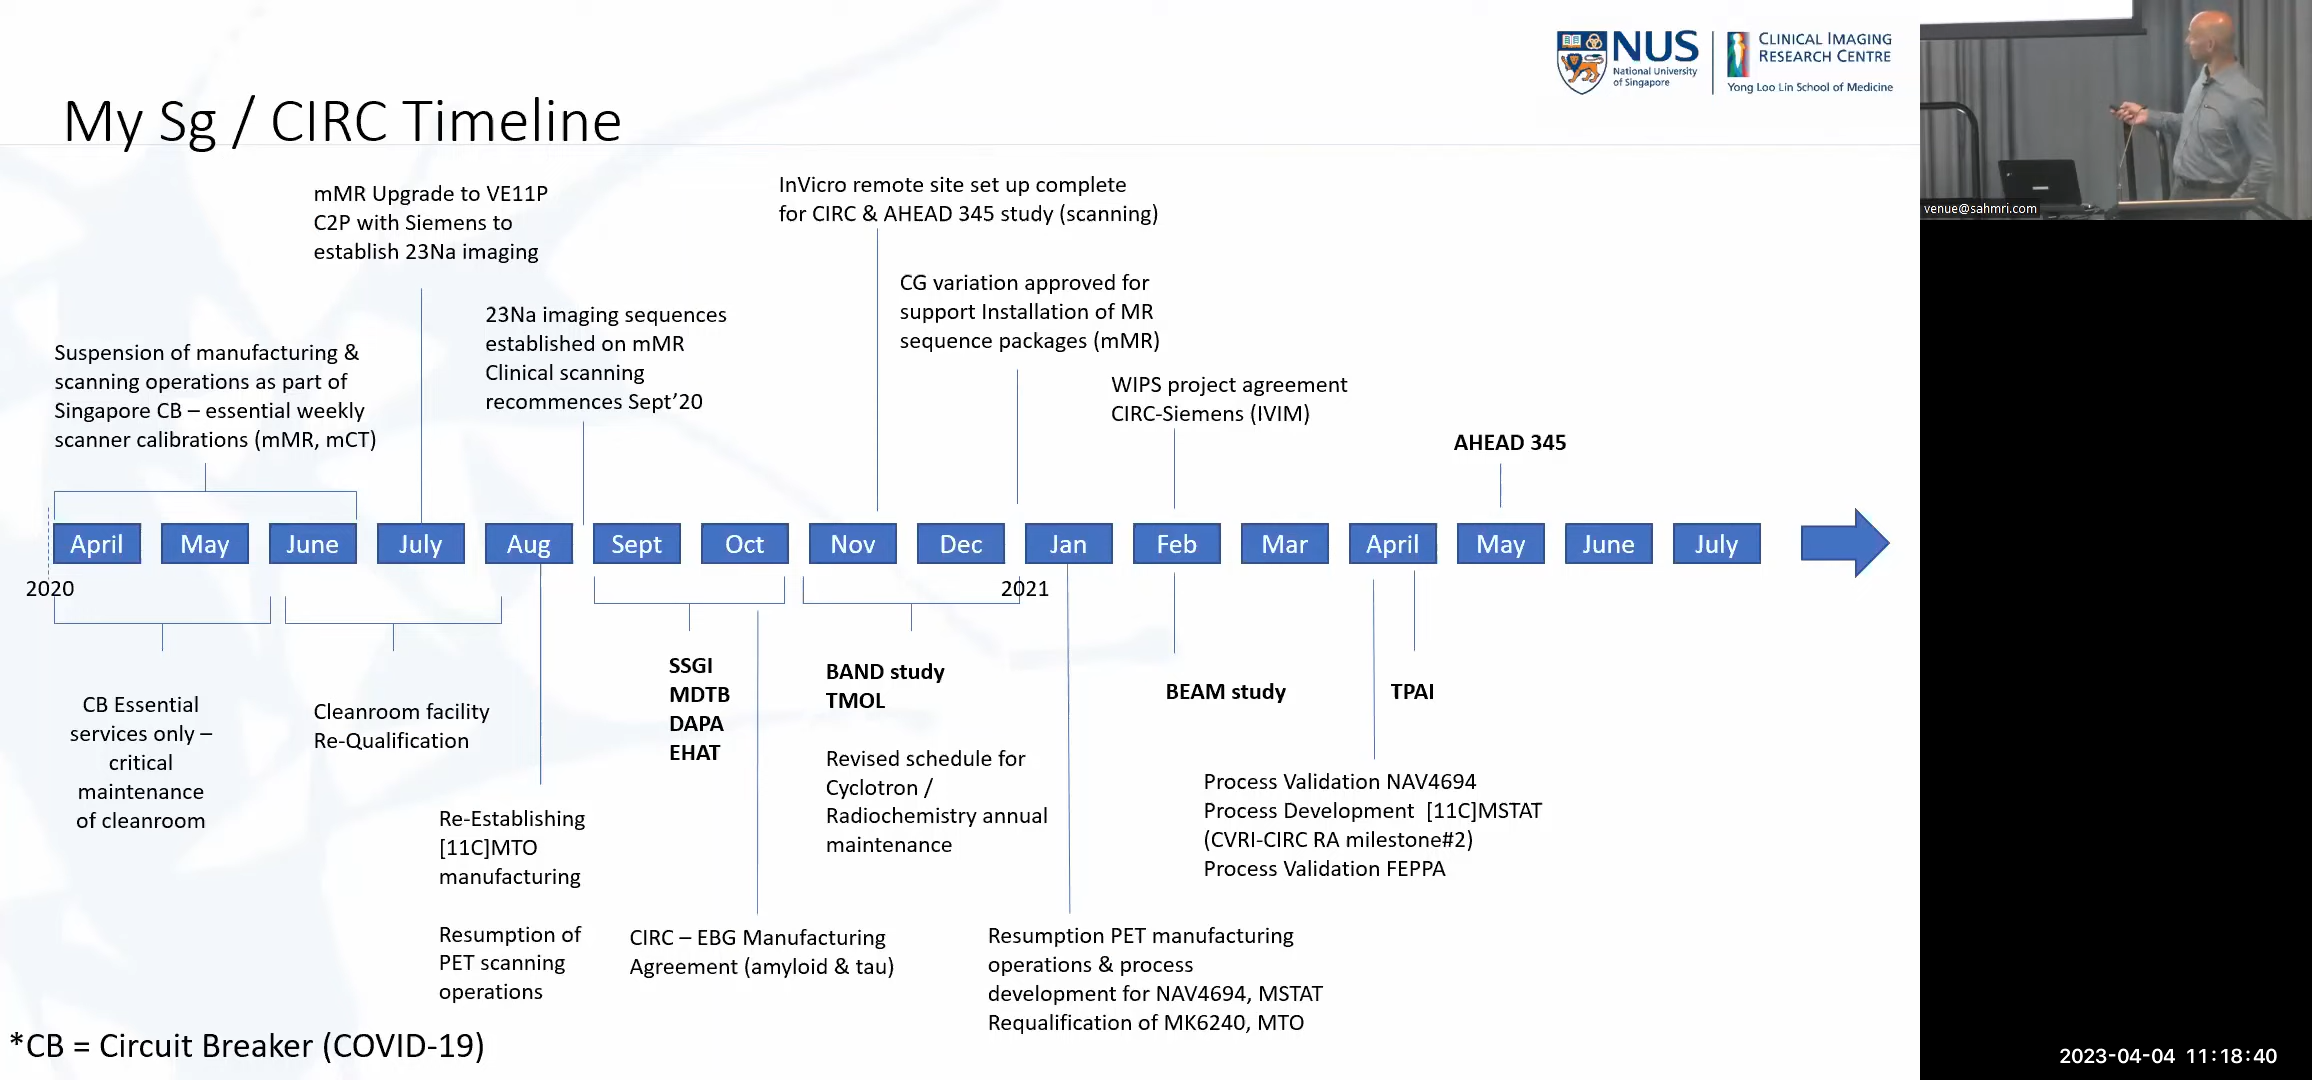 My Sg / CIRC Timeline
NUS
National University
of Singapore
CLINICAL IMAGING
RESEARCH CENTRE
Yong Loo Lin School of Medicine
venue@sahmri.com
mMR Upgrade to VE11P
C2P with Siemens to
establish 23Na imaging
InVicro remote site set up complete
for CIRC & AHEAD 345 study (scanning)
CG variation approved for
support Installation of MR
sequence packages (mMR)
23Na imaging sequences
established on mMR
Clinical scanning
recommences Sept’20
Suspension of manufacturing &
scanning operations as part of
Singapore CB – essential weekly
scanner calibrations (mMR, mCT)
WIPS project agreement
CIRC-Siemens (IVIM)
AHEAD 345
April May June July Aug Sept Oct Nov Dec Jan Feb Mar April May June July
2020 2021
CB Essential
services only –
critical
maintenance
of cleanroom
Cleanroom facility
Re-Qualification
Re-Establishing
[11C]MTO
manufacturing
Resumption of
PET scanning
operations
SSGI
MDTB
DAPA
EHAT
CIRC – EBG Manufacturing
Agreement (amyloid & tau)
BAND study
TMOL
Revised schedule for
Cyclotron /
Radiochemistry annual
maintenance
Resumption PET manufacturing
operations & process
development for NAV4694, MSTAT
Requalification of MK6240, MTO
BEAM study
TPAI
Process Validation NAV4694
Process Development [11C]MSTAT
(CVRI-CIRC RA milestone#2)
Process Validation FEPPA
*CB = Circuit Breaker (COVID-19)
2023-04-04 11:18:40